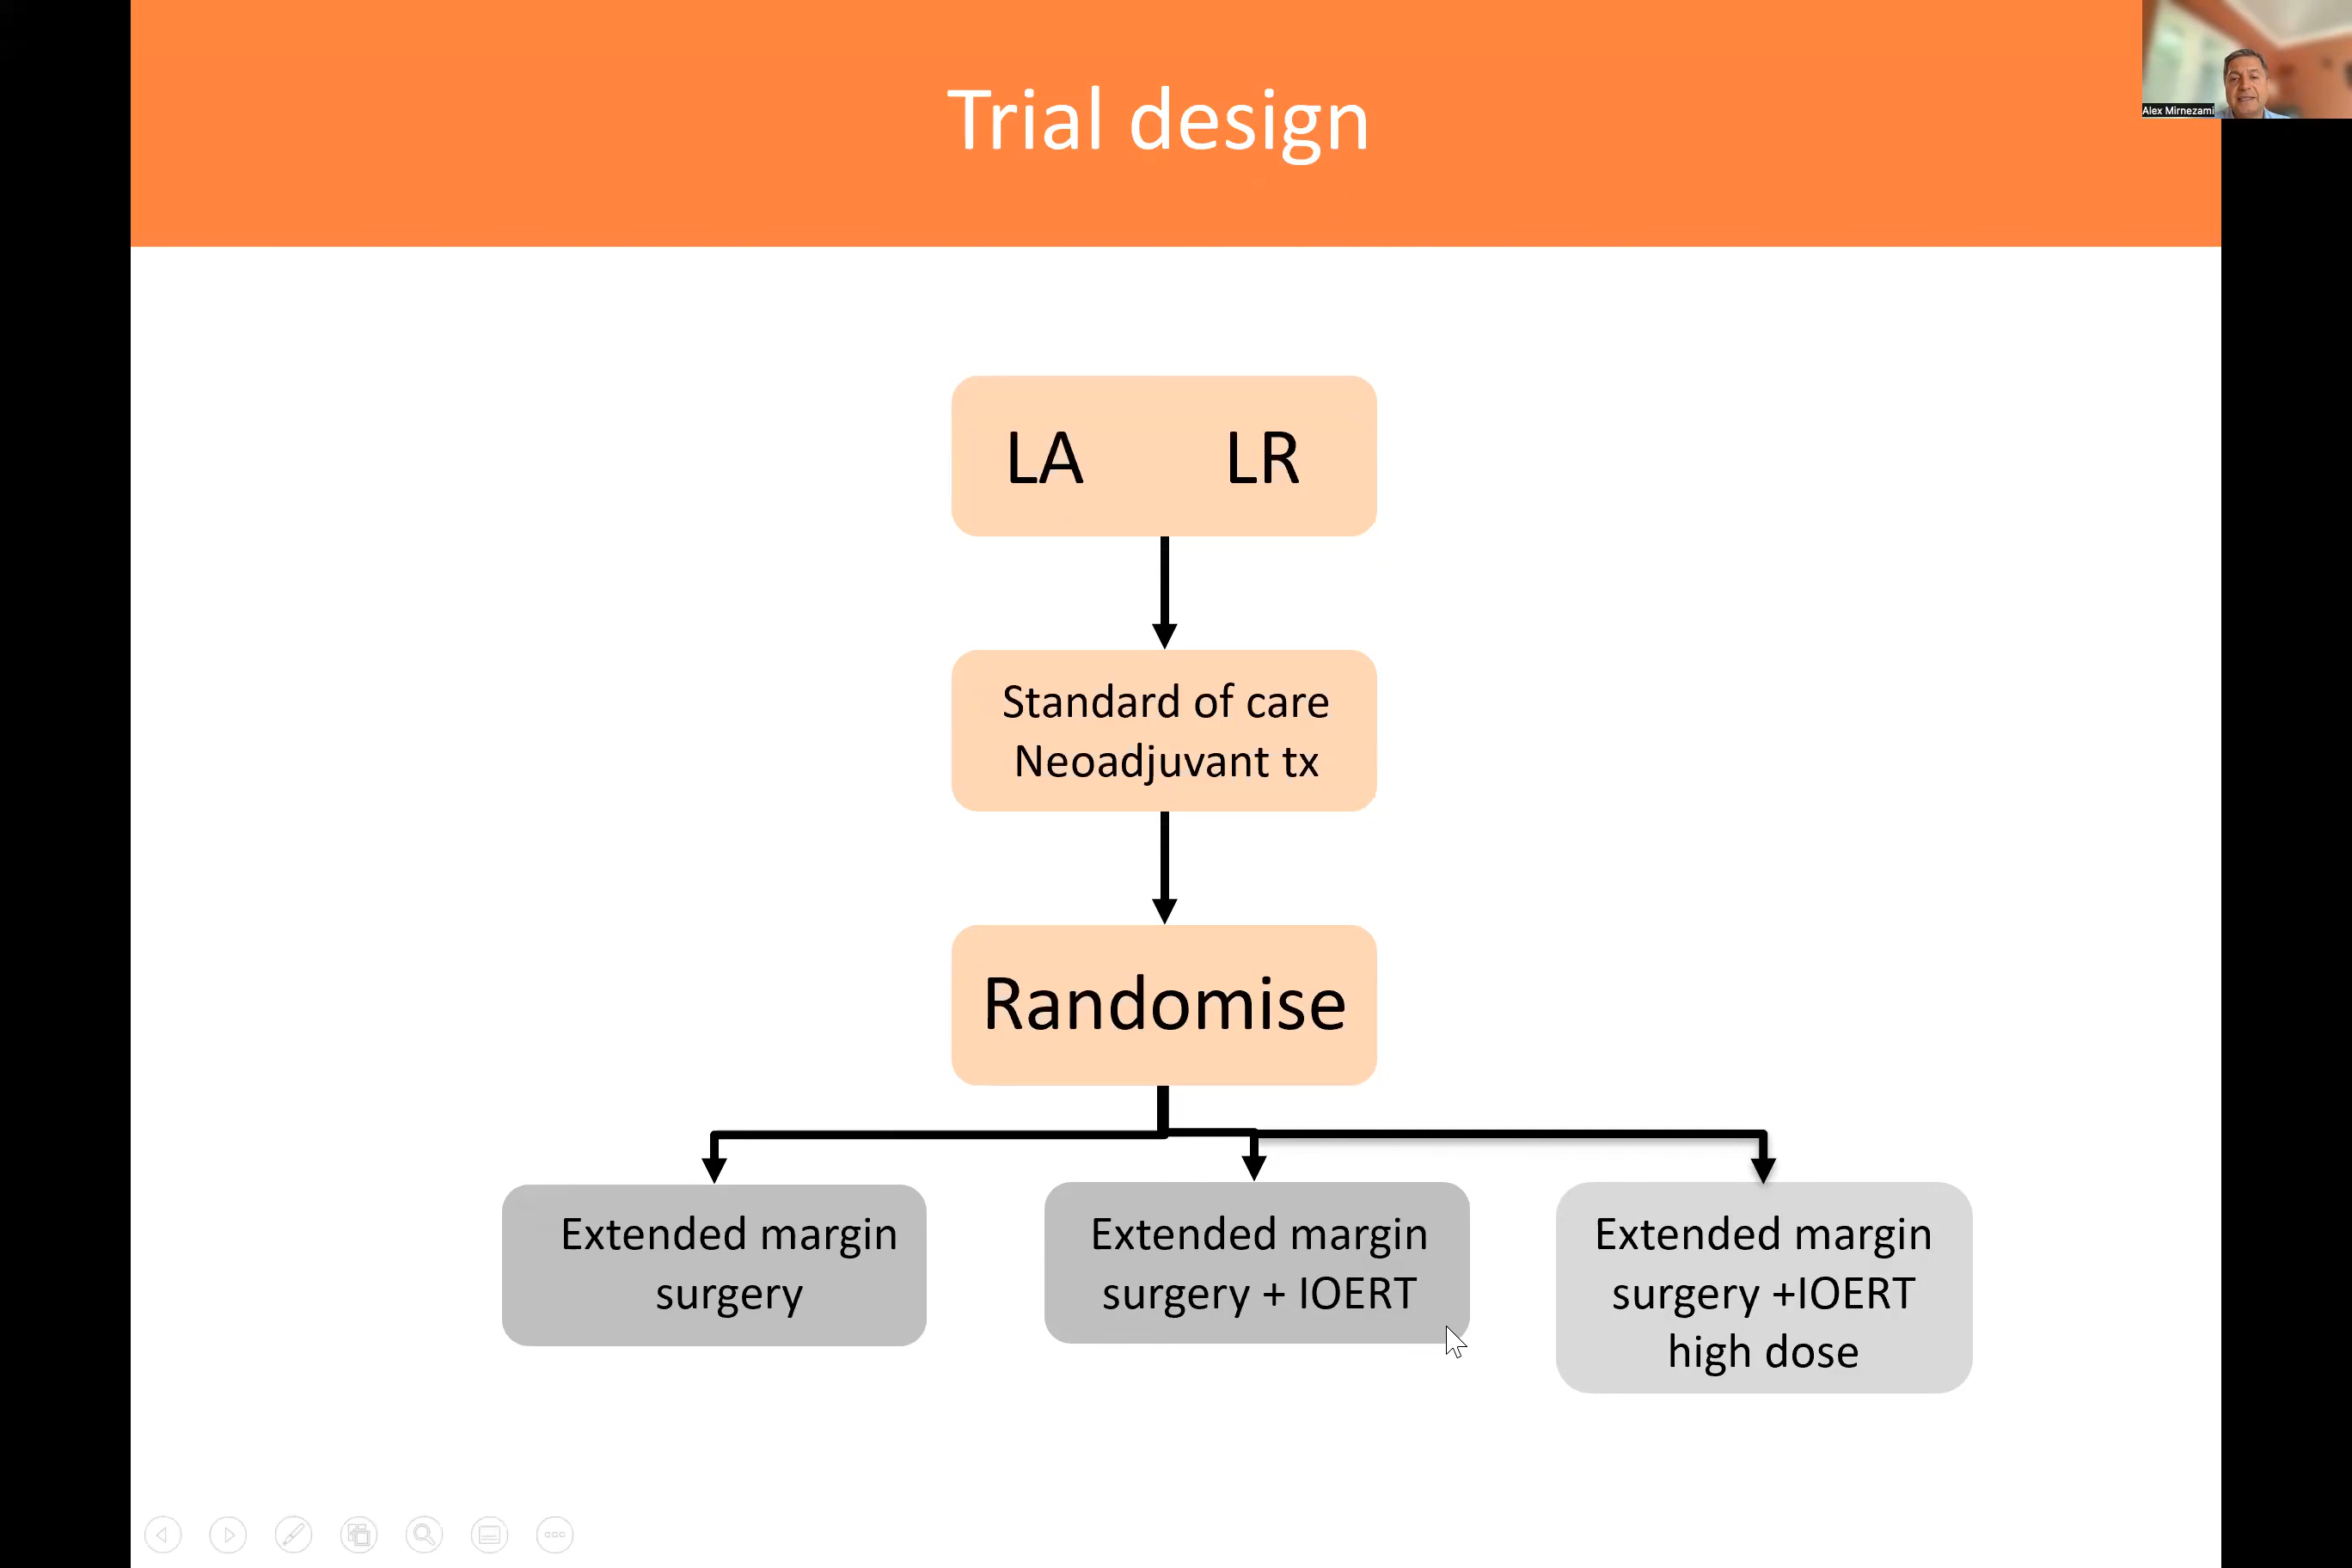 Trial design
Alex Mirnezami
LA LR
Standard of care
Neoadjuvant tx
Randomise
Extended margin
surgery
Extended margin
surgery + IOERT
Extended margin
surgery +IOERT
high dose